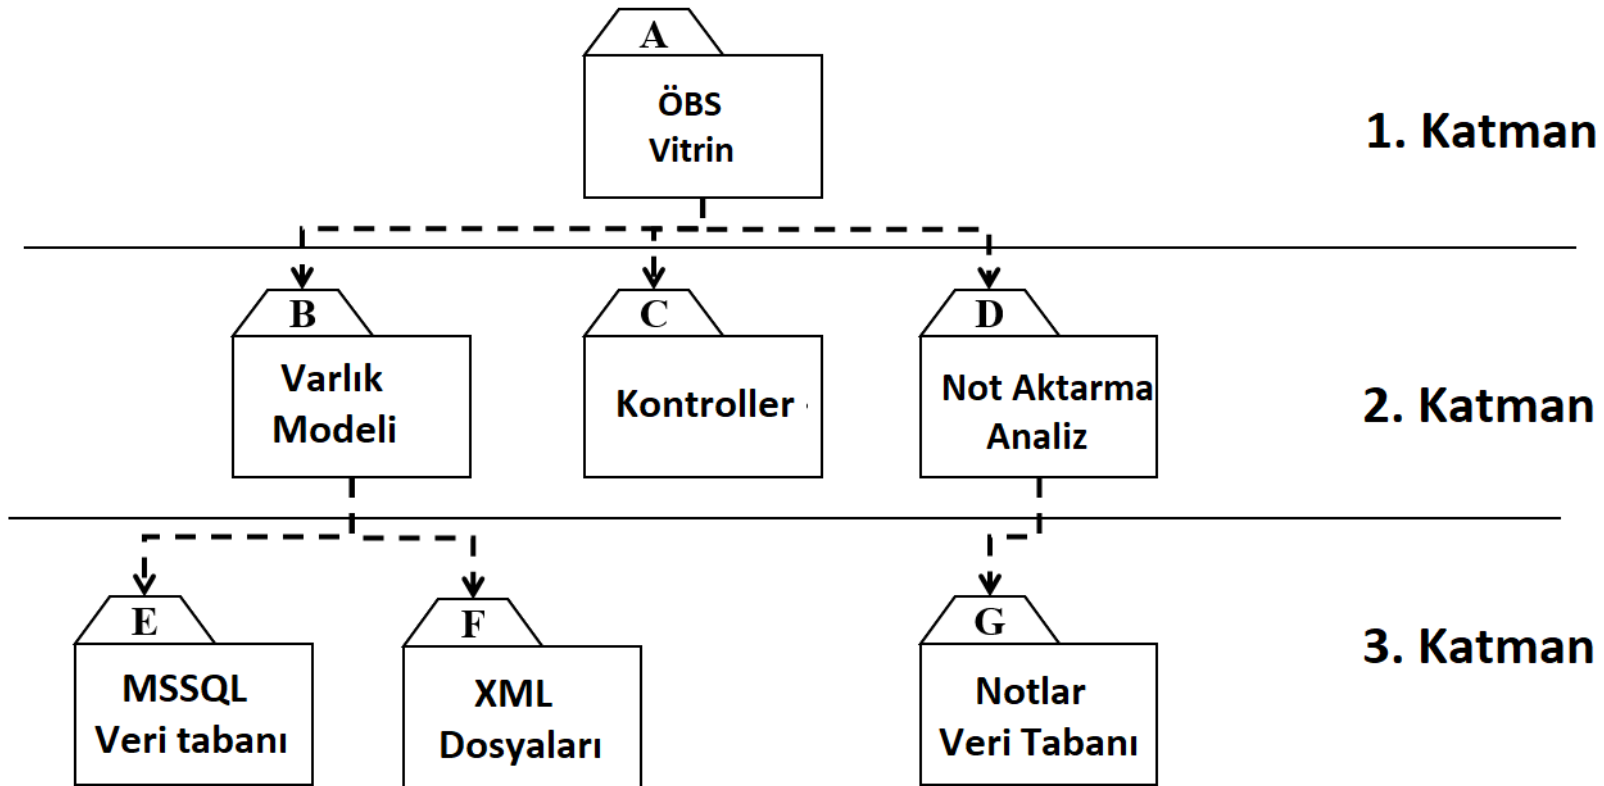 A
ÖBS
Vitrin
1. Katman
B
Varlık
Modeli
C
Kontroller
D
Not Aktarma
Analiz
2. Katman
E
MSSQL
Veri tabanı
F
XML
Dosyaları
G
Notlar
Veri Tabanı
3. Katman